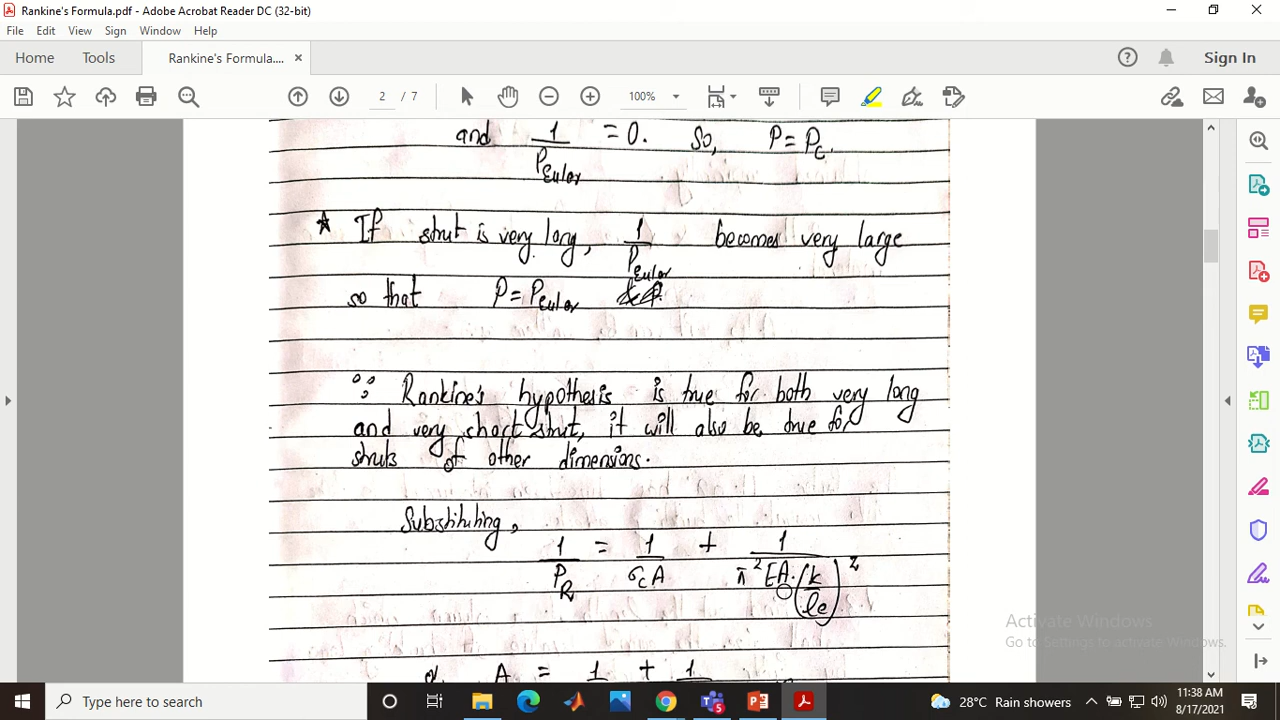 Rankine's Formula.pdf - Adobe Acrobat Reader DC (32-bit)
File Edit View Sign Window Help
Home Tools Rankine's Formula.... × Sign In
2 / 7 100%
and 1/P_Euler = 0. So, P = P_c.
* If strut is very long, 1/P_Euler becomes very large
so that P = P_Euler
∵ Rankine's hypothesis is true for both very long
and very short strut, it will also be true for
struts of other dimensions.
Substituting,
1/P_R = 1/σ_c A + 1/π² EA.(k/le)²
A = 1 + 1
Activate Windows
Go to Settings to activate Windows.
Type here to search
28°C Rain showers
11:38 AM
8/17/2021